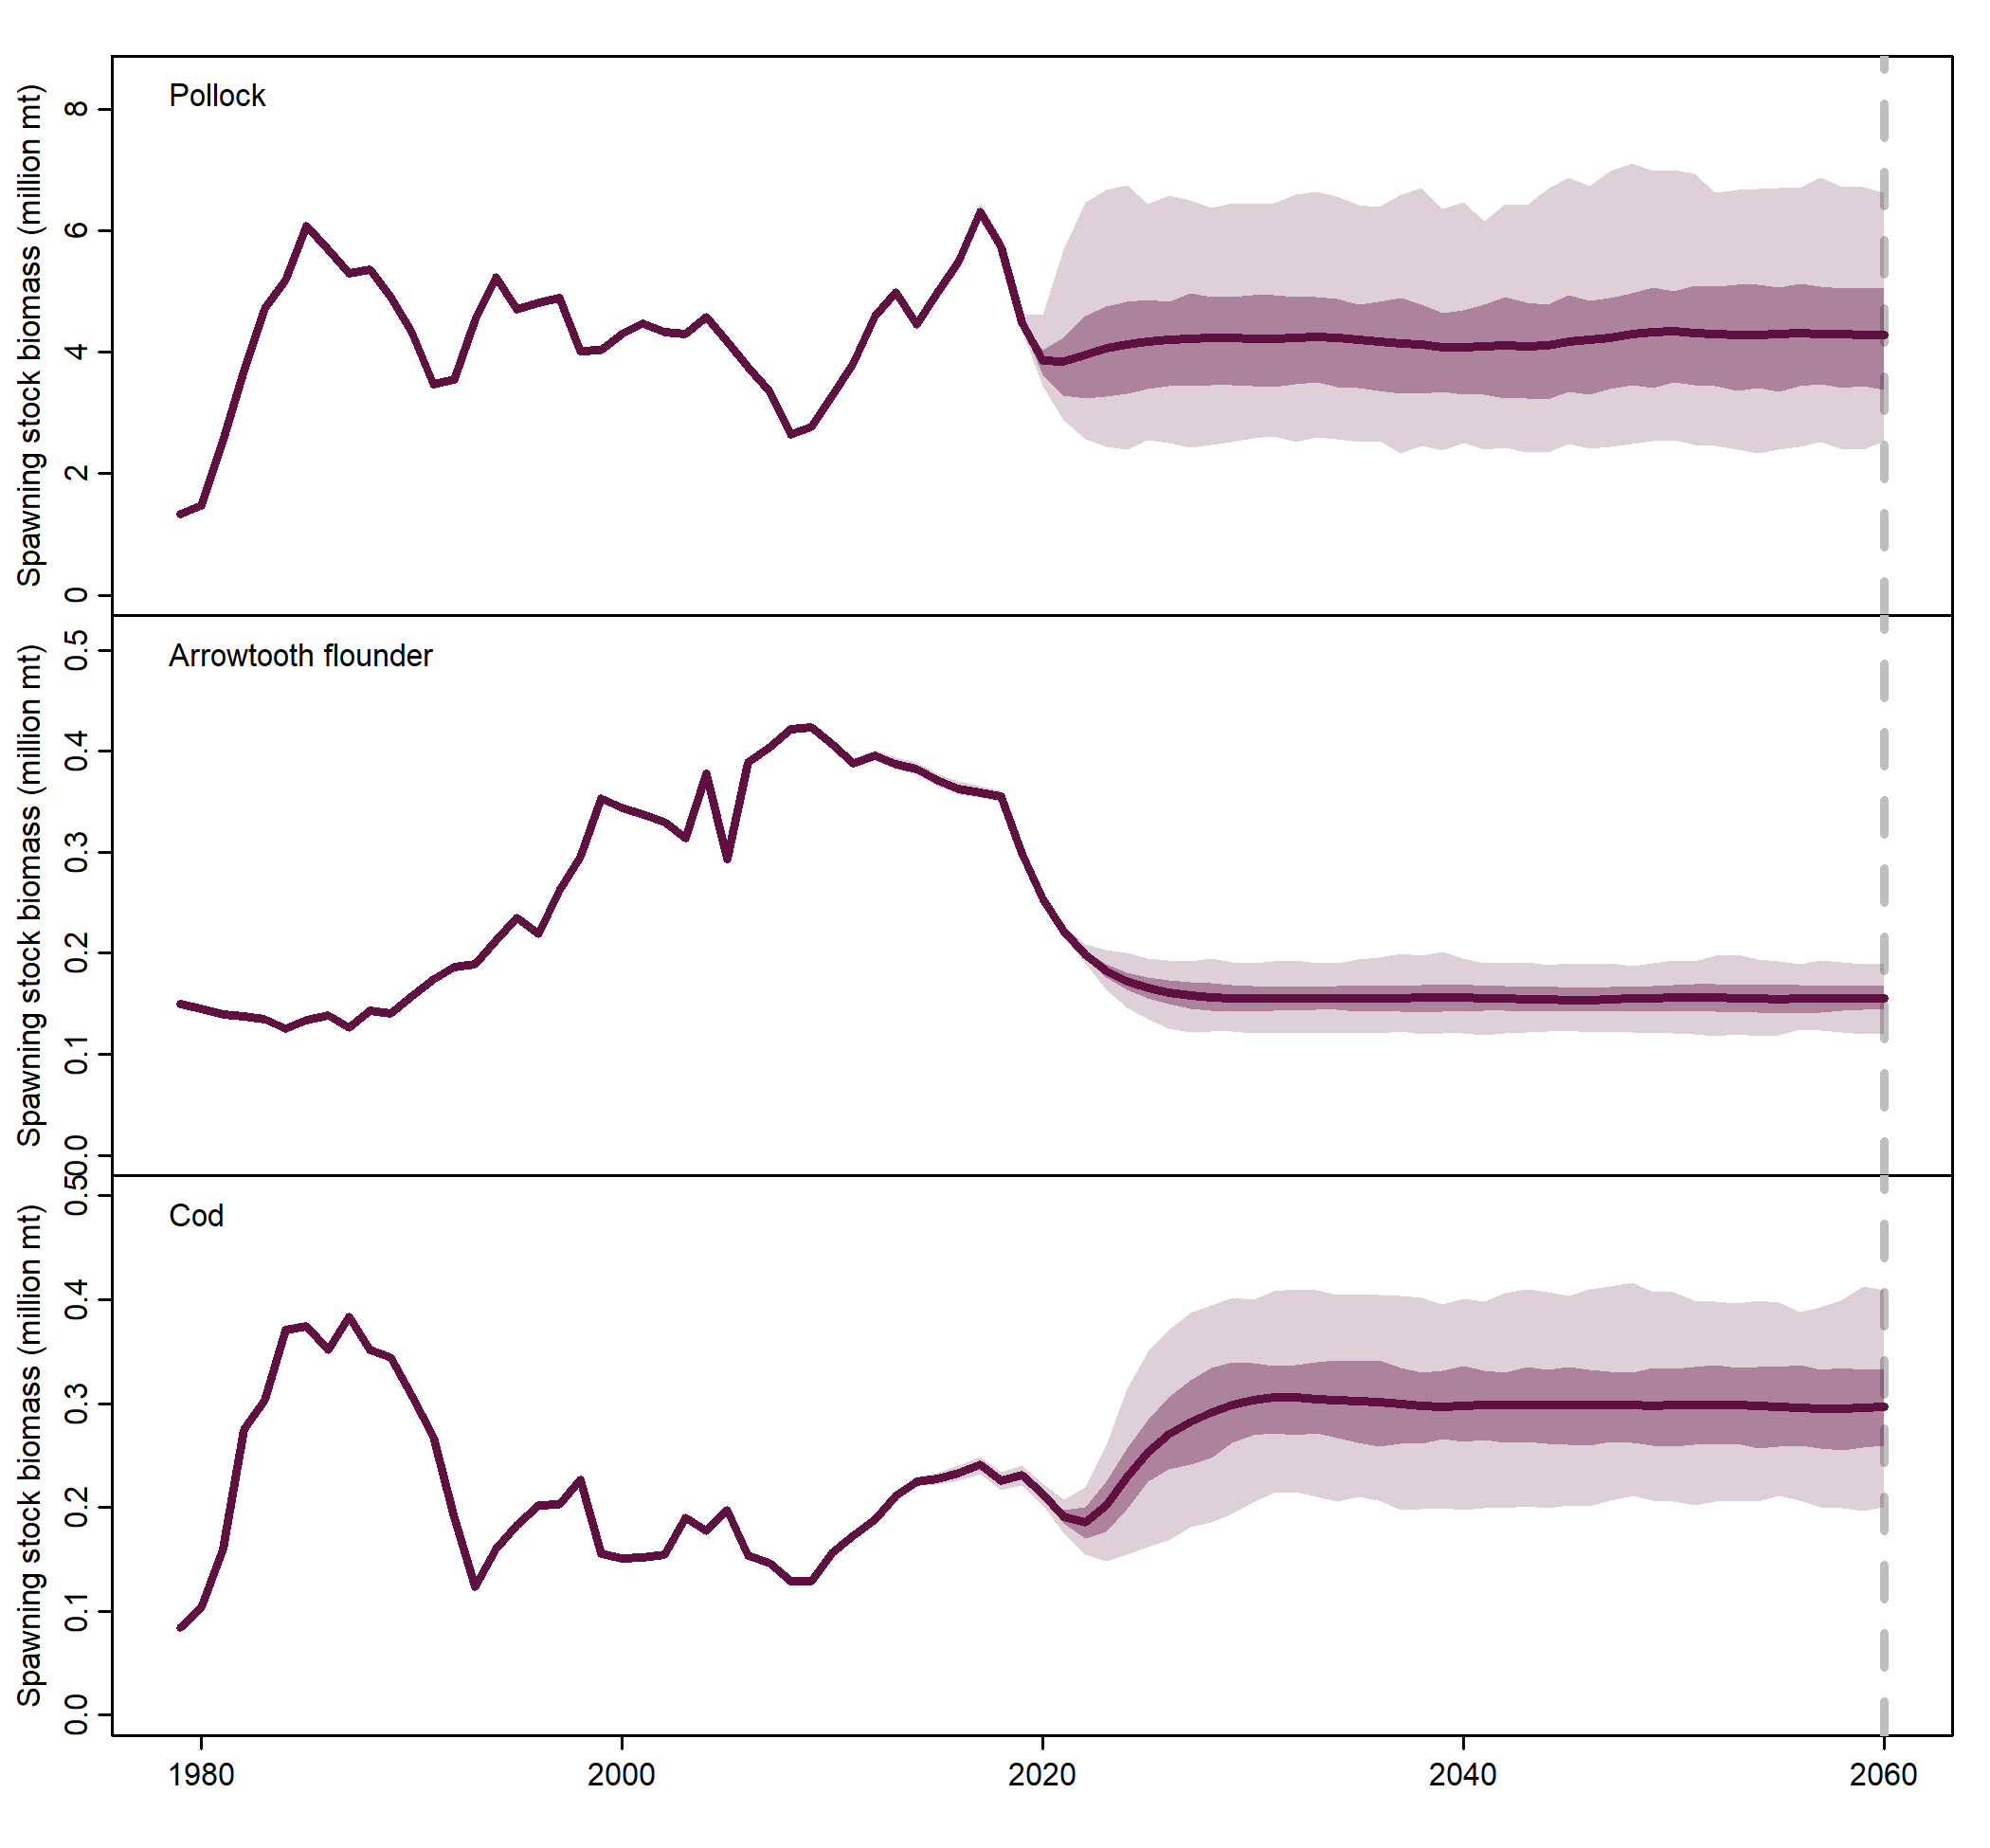 Pollock
Spawning stock biomass (million mt)
8
6
4
2
0
Arrowtooth flounder
Spawning stock biomass (million mt)
0.5
0.4
0.3
0.2
0.1
0.0
Cod
Spawning stock biomass (million mt)
0.5
0.4
0.3
0.2
0.1
0.0
1980 2000 2020 2040 2060